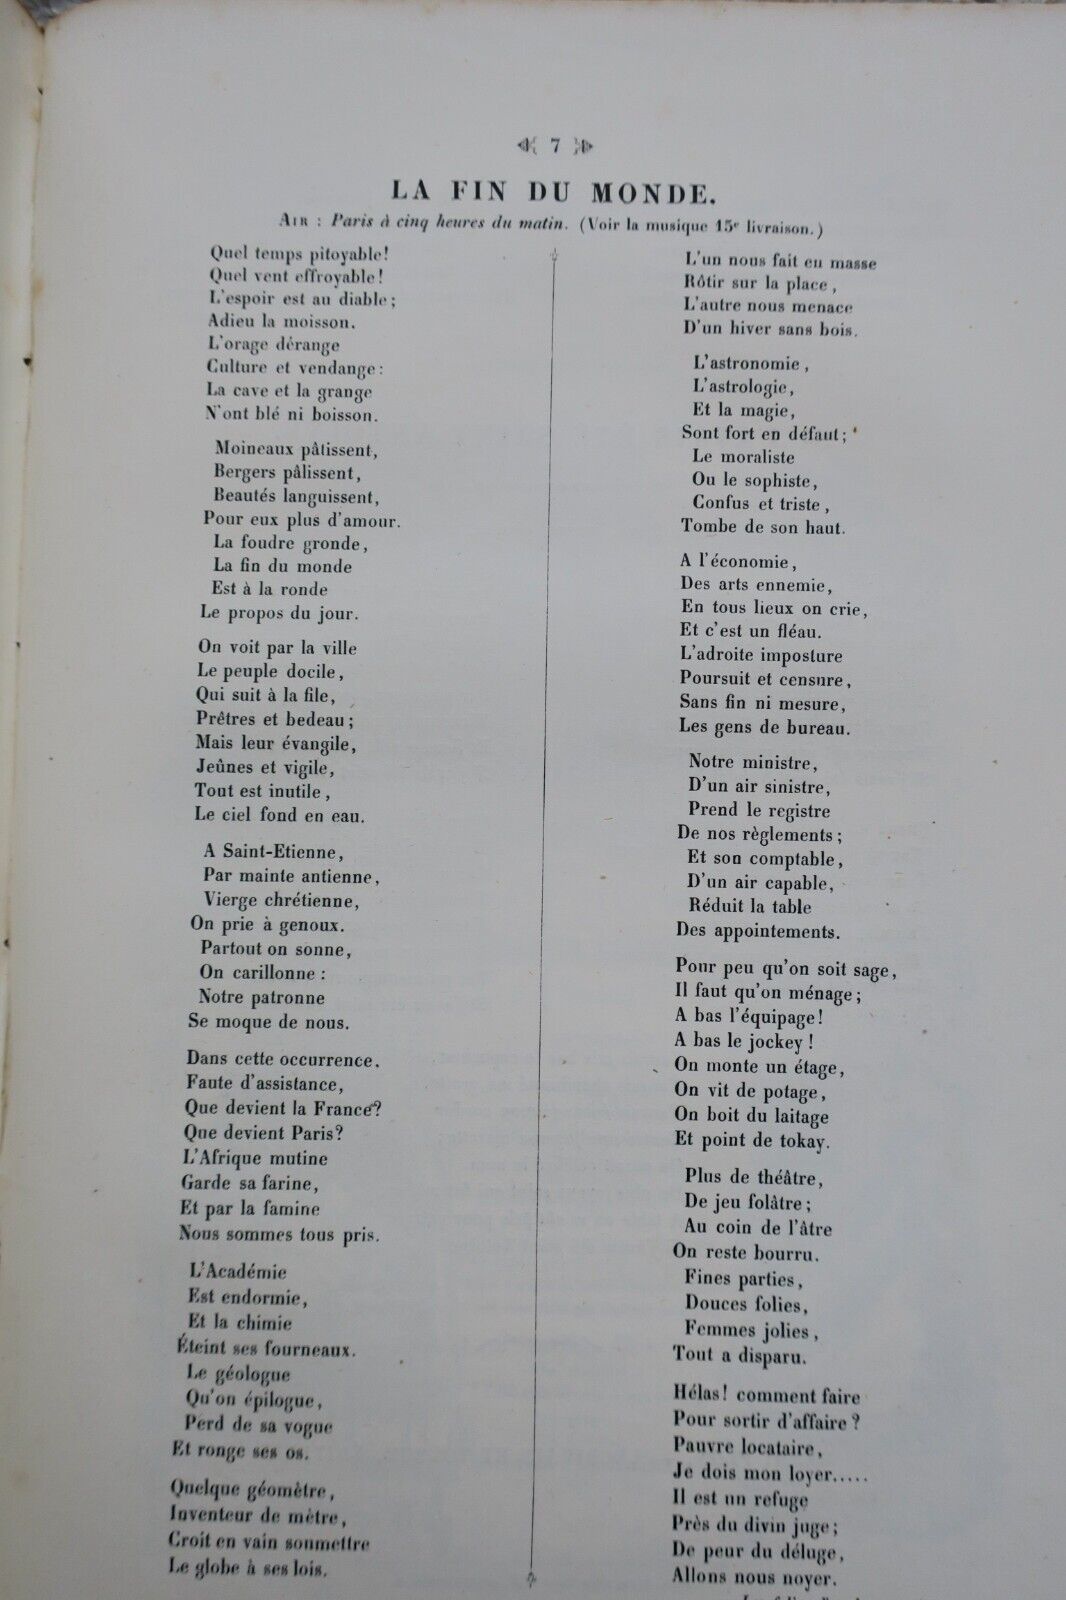 7
LA FIN DU MONDE.
AIR : Paris à cinq heures du matin. (Voir la musique 15e livraison.)
Quel temps pitoyable!
Quel vent effroyable!
L'espoir est au diable;
Adieu la moisson.
L'orage dérange
Culture et vendange:
La cave et la grange
N'ont blé ni boisson.
Moineaux pâtissent,
Bergers pâlissent,
Beautés languissent,
Pour eux plus d'amour.
La foudre gronde,
La fin du monde
Est à la ronde
Le propos du jour.
On voit par la ville
Le peuple docile,
Qui suit à la file,
Prêtres et bedeau;
Mais leur évangile,
Jeûnes et vigile,
Tout est inutile,
Le ciel fond en eau.
A Saint-Etienne,
Par mainte antienne,
Vierge chrétienne,
On prie à genoux.
Partout on sonne,
On carillonne :
Notre patronne
Se moque de nous.
Dans cette occurrence.
Faute d'assistance,
Que devient la France?
Que devient Paris?
L'Afrique mutine
Garde sa farine,
Et par la famine
Nous sommes tous pris.
L'Académie
Est endormie,
Et la chimie
Éteint ses fourneaux.
Le géologue
Qu'on épilogue,
Perd de sa vogue
Et ronge ses os.
Quelque géomètre,
Inventeur de mètre,
Croit en vain soumettre
Le globe à ses lois.
L'un nous fait en masse
Rôtir sur la place,
L'autre nous menace
D'un hiver sans bois.
L'astronomie,
L'astrologie,
Et la magie,
Sont fort en défaut;
Le moraliste
Ou le sophiste,
Confus et triste,
Tombe de son haut.
A l'économie,
Des arts ennemie,
En tous lieux on crie,
Et c'est un fléau.
L'adroite imposture
Poursuit et censure,
Sans fin ni mesure,
Les gens de bureau.
Notre ministre,
D'un air sinistre,
Prend le registre
De nos règlements;
Et son comptable,
D'un air capable,
Réduit la table
Des appointements.
Pour peu qu'on soit sage,
Il faut qu'on ménage;
A bas l'équipage!
A bas le jockey!
On monte un étage,
On vit de potage,
On boit du laitage
Et point de tokay.
Plus de théâtre,
De jeu folâtre;
Au coin de l'âtre
On reste bourru.
Fines parties,
Douces folies,
Femmes jolies,
Tout a disparu.
Hélas! comment faire
Pour sortir d'affaire?
Pauvre locataire,
Je dois mon loyer.....
Il est un refuge
Près du divin juge;
De peur du déluge,
Allons nous noyer.